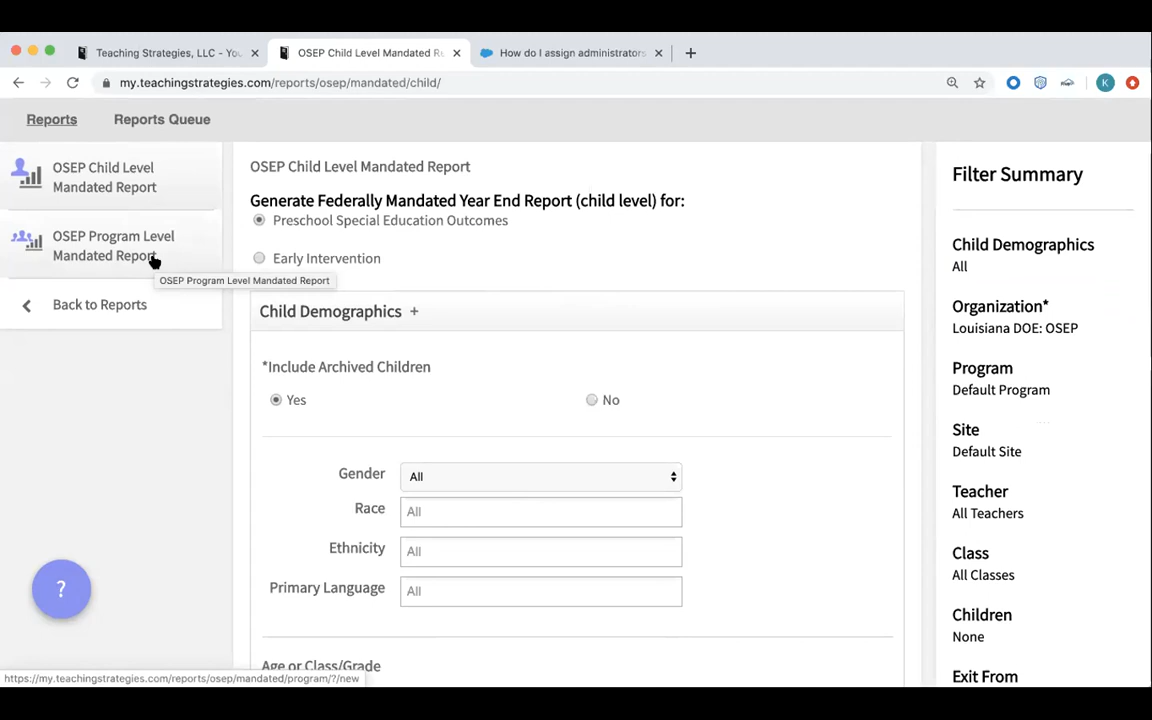 Teaching Strategies, LLC - You
OSEP Child Level Mandated Re
How do I assign administrators
my.teachingstrategies.com/reports/osep/mandated/child/
K
Reports
Reports Queue
OSEP Child Level
Mandated Report
OSEP Program Level
Mandated Report
OSEP Program Level Mandated Report
Back to Reports
?
OSEP Child Level Mandated Report
Generate Federally Mandated Year End Report (child level) for:
Preschool Special Education Outcomes
Early Intervention
Child Demographics +
*Include Archived Children
Yes
No
Gender
All
Race
All
Ethnicity
All
Primary Language
All
Age or Class/Grade
Filter Summary
Child Demographics
All
Organization*
Louisiana DOE: OSEP
Program
Default Program
Site
Default Site
Teacher
All Teachers
Class
All Classes
Children
None
Exit From
https://my.teachingstrategies.com/reports/osep/mandated/program/?/new